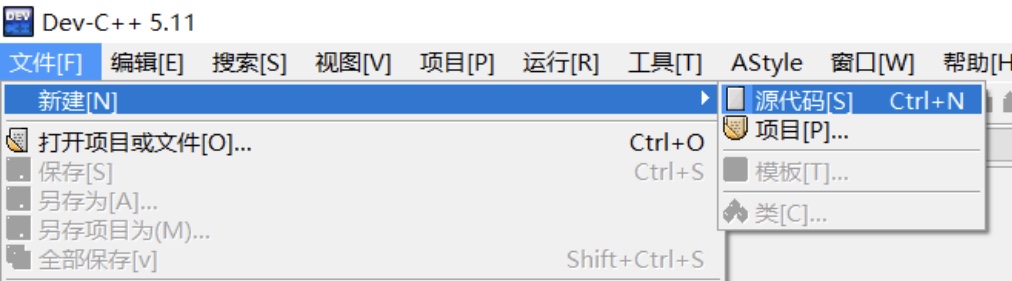 Dev-C++ 5.11
文件[F] 编辑[E] 搜索[S] 视图[V] 项目[P] 运行[R] 工具[T] AStyle 窗口[W] 帮助[H
新建[N] 源代码[S] Ctrl+N
项目[P]...
打开项目或文件[O]... Ctrl+O
保存[S] Ctrl+S 模板[T]...
另存为[A]...
类[C]...
另存项目为(M)...
全部保存[v] Shift+Ctrl+S